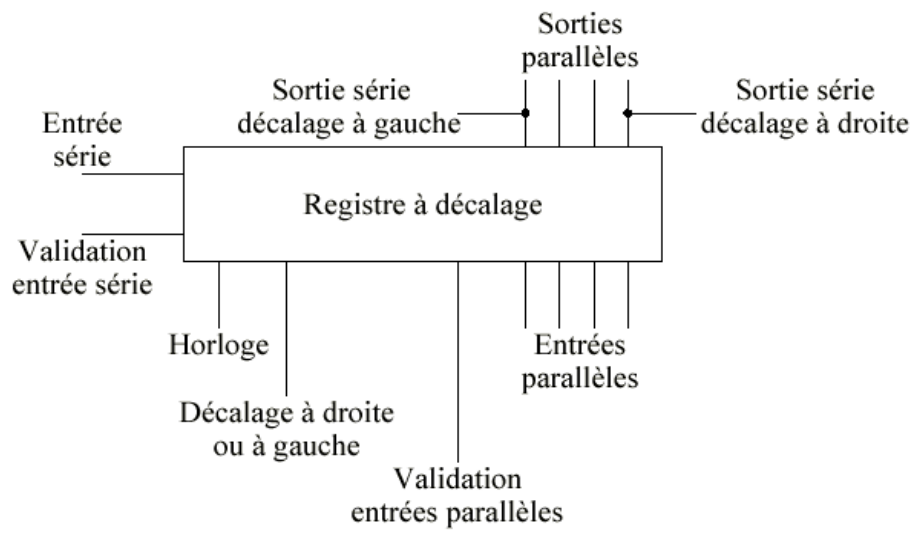 Sorties
parallèles
Sortie série
décalage à gauche
Sortie série
décalage à droite
Entrée
série
Registre à décalage
Validation
entrée série
Horloge
Entrées
parallèles
Décalage à droite
ou à gauche
Validation
entrées parallèles